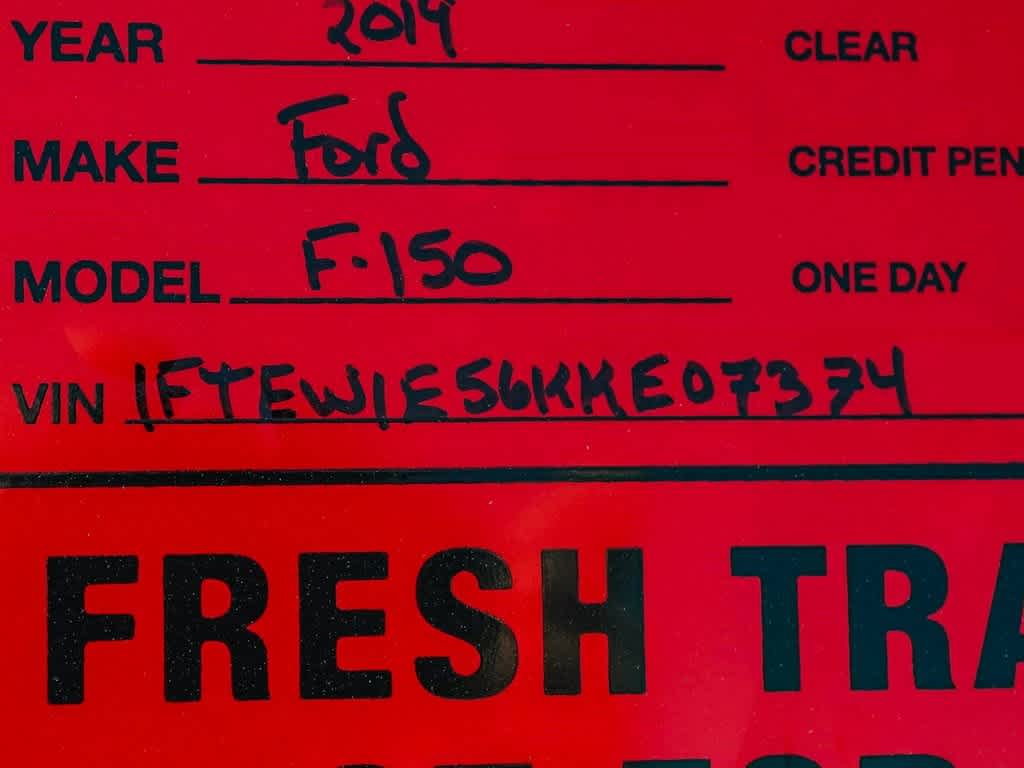 YEAR 2019 CLEAR
MAKE Ford CREDIT PEN
MODEL F-150 ONE DAY
VIN 1FTEW1E56KKE07374
FRESH TRA